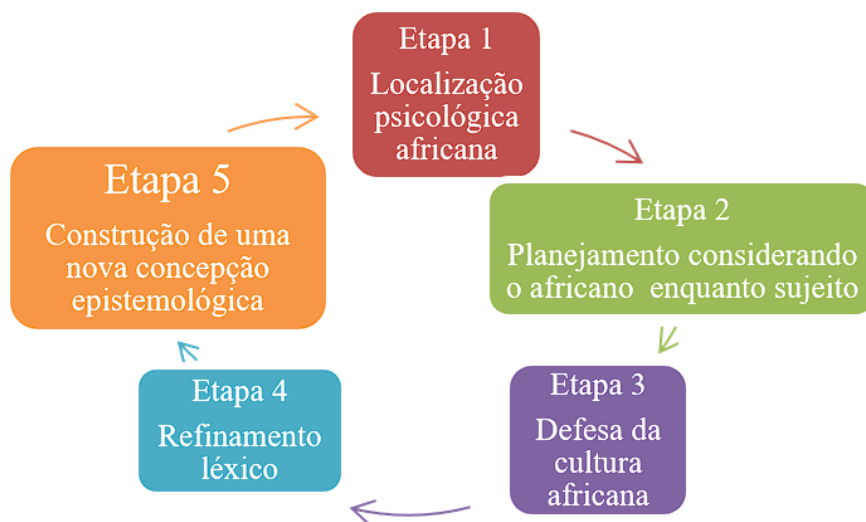 Etapa 1
Localização
psicológica
africana
Etapa 2
Planejamento considerando
o africano enquanto sujeito
Etapa 3
Defesa da
cultura
africana
Etapa 4
Refinamento
léxico
Etapa 5
Construção de uma
nova concepção
epistemológica